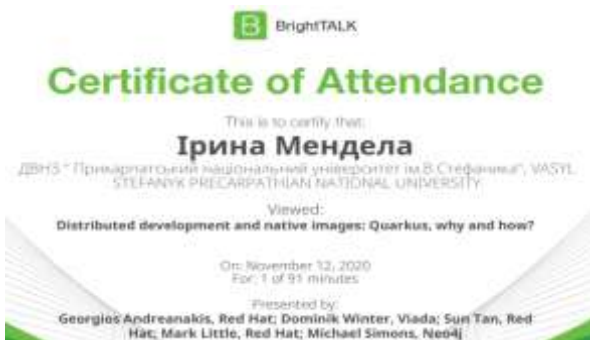 BrightTALK
Certificate of Attendance
This is to certify that:
Ірина Мендела
ДВНЗ " Прикарпатський національний університет ім.В.Стефаника", VASYL
STEFANYK PRECARPATHIAN NATIONAL UNIVERSITY
Viewed:
Distributed development and native images: Quarkus, why and how?
On: November 12, 2020
For: 1 of 91 minutes
Presented by:
Georgios Andreanakis, Red Hat; Dominik Winter, Viada; Sun Tan, Red
Hat; Mark Little, Red Hat; Michael Simons, Neo4j